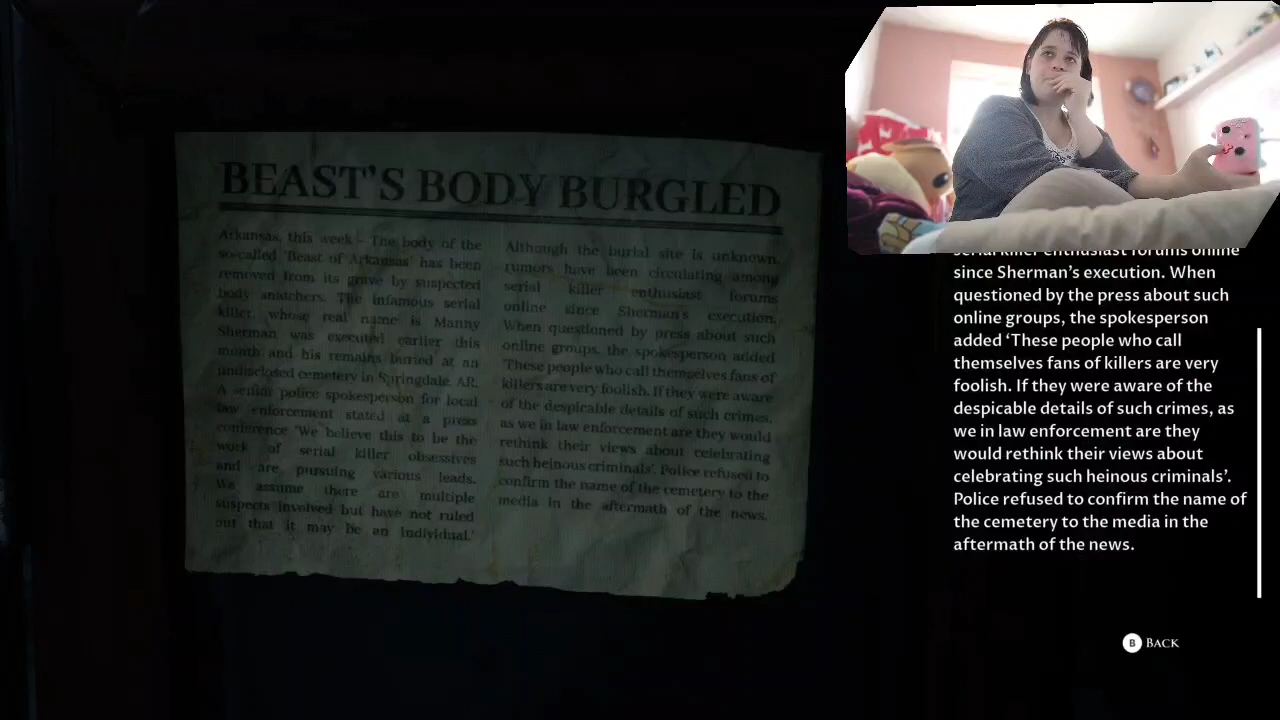 BEAST'S BODY BURGLED
Arkansas, this week - The body of the
so-called 'Beast of Arkansas' has been
removed from its grave by suspected
body snatchers. The infamous serial
killer, whose real name is Manny
Sherman was executed earlier this
month and his remains buried at an
undisclosed cemetery in Springdale, AR.
A senior police spokesperson for local
law enforcement stated at a press
conference 'We believe this to be the
work of serial killer obsessives
and are pursuing various leads.
We assume there are multiple
suspects involved but have not ruled
out that it may be an individual.'
Although the burial site is unknown,
rumors have been circulating among
serial killer enthusiast forums
online since Sherman's execution.
When questioned by press about such
online groups, the spokesperson added
'These people who call themselves fans of
killers are very foolish. If they were aware
of the despicable details of such crimes,
as we in law enforcement are they would
rethink their views about celebrating
such heinous criminals'. Police refused to
confirm the name of the cemetery to the
media in the aftermath of the news.
serial killer enthusiast forums online
since Sherman's execution. When
questioned by the press about such
online groups, the spokesperson
added 'These people who call
themselves fans of killers are very
foolish. If they were aware of the
despicable details of such crimes, as
we in law enforcement are they
would rethink their views about
celebrating such heinous criminals'.
Police refused to confirm the name of
the cemetery to the media in the
aftermath of the news.
B BACK